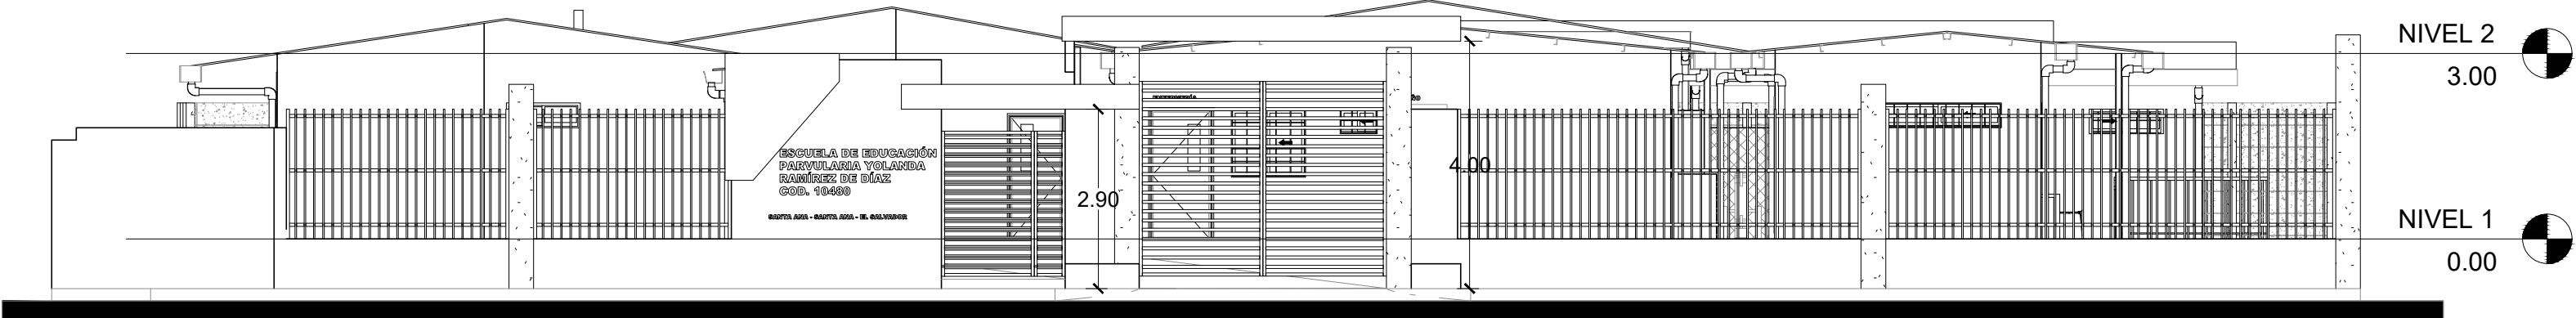 NIVEL 2
3.00
ESCUELA DE EDUCACIÓN
PARVULARIA YOLANDA
RAMÍREZ DE DÍAZ
COD. 10480
SANTA ANA - SANTA ANA - EL SALVADOR
2.90
4.00
NIVEL 1
0.00